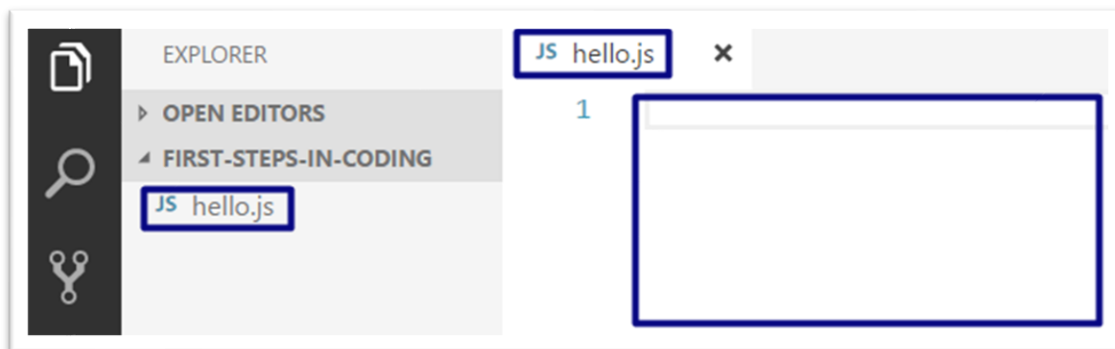 EXPLORER
OPEN EDITORS
FIRST-STEPS-IN-CODING
JS hello.js
JS hello.js
1